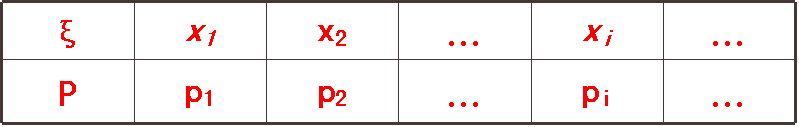 ξ x₁ x₂ … xᵢ …
P p₁ p₂ … pᵢ …